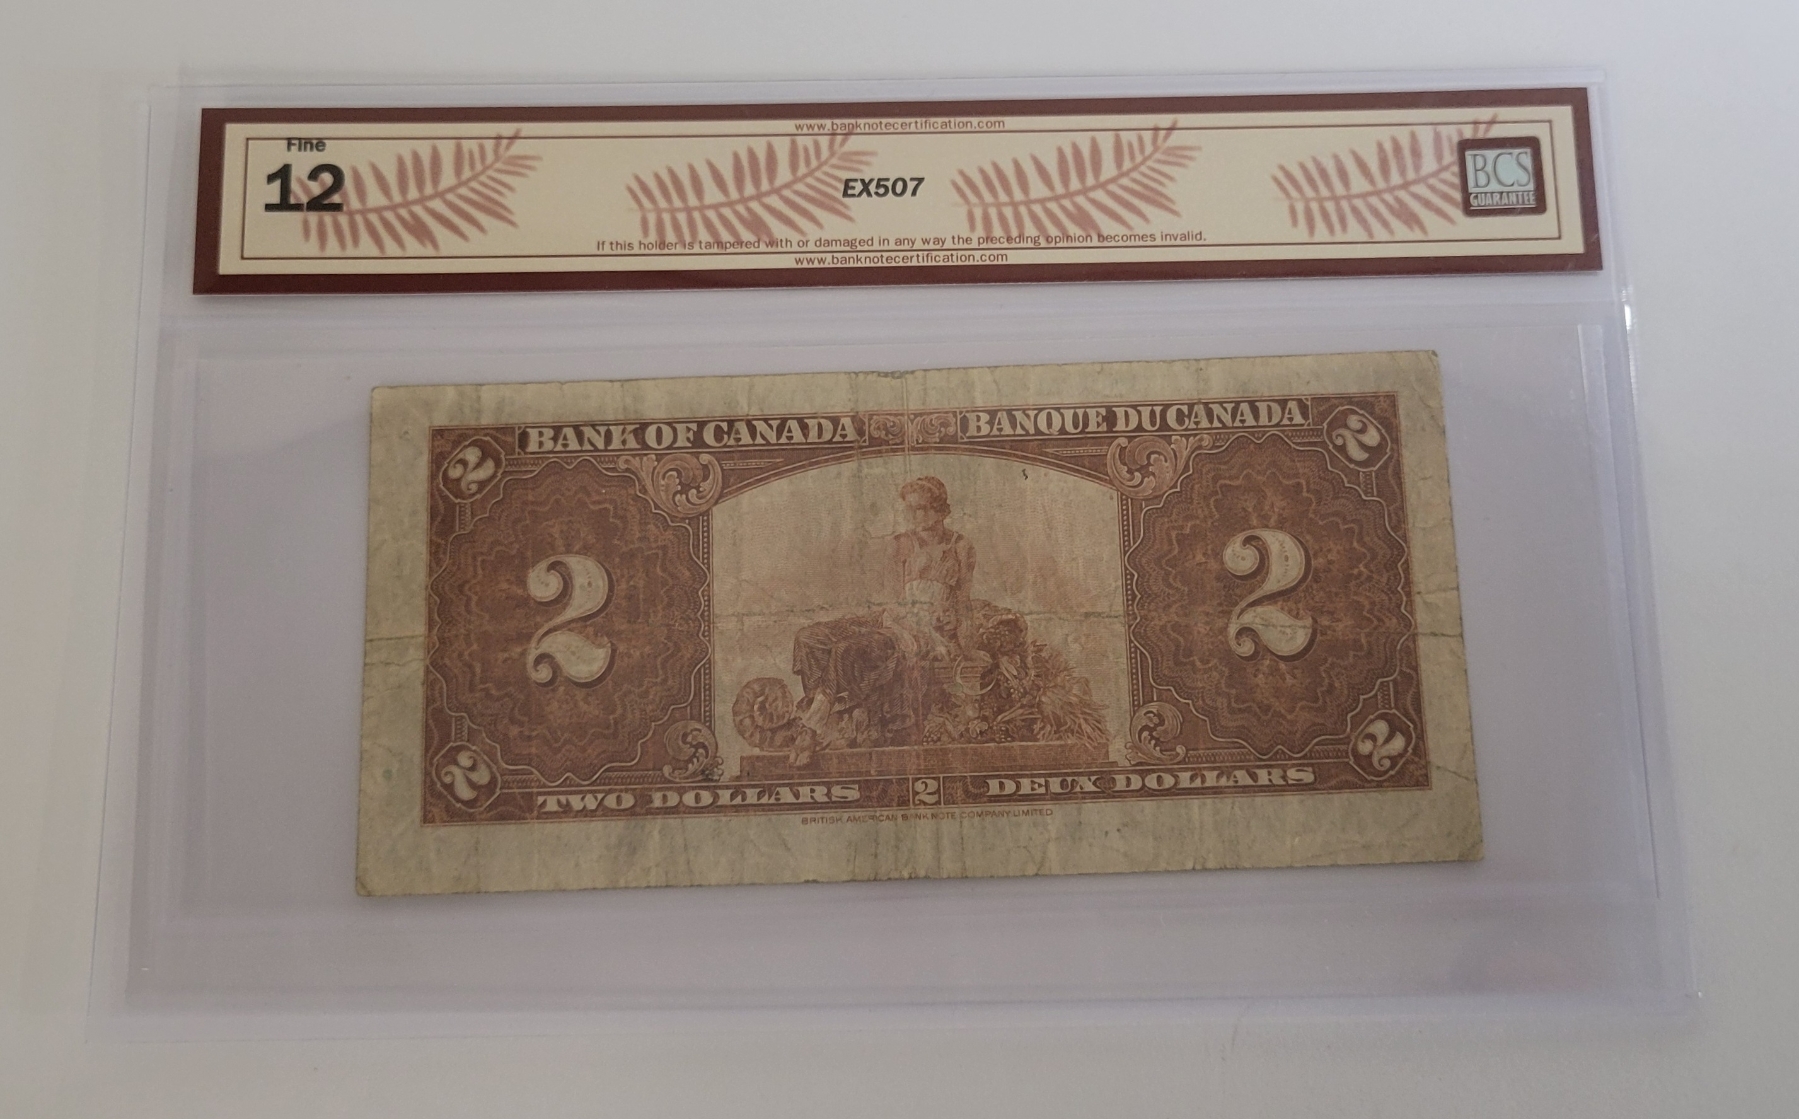 www.banknotecertification.com
Fine
12
EX507
BCS
GUARANTEE
If this holder is tampered with or damaged in any way the preceding opinion becomes invalid.
www.banknotecertification.com
BANK OF CANADA BANQUE DU CANADA
2 2
2 2
2 2
TWO DOLLARS 2 DEUX DOLLARS
BRITISH AMERICAN BANK NOTE COMPANY LIMITED